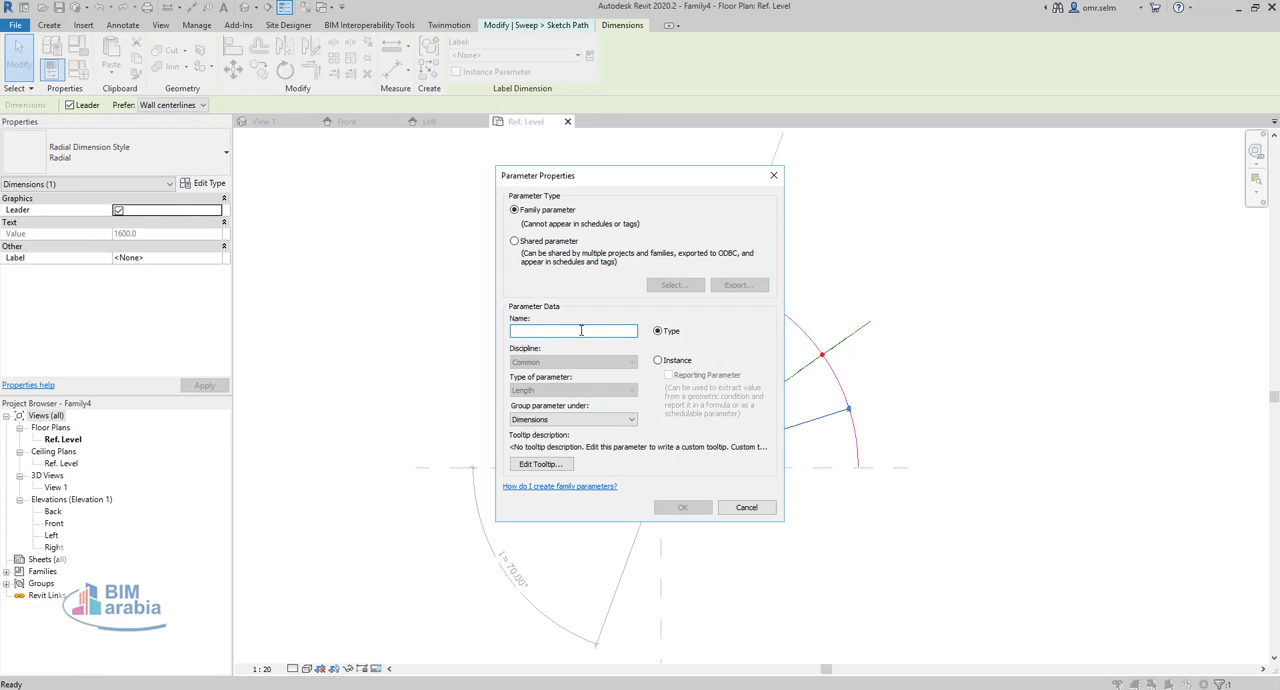 Autodesk Revit 2020.2 - Family4 - Floor Plan: Ref. Level
omr.selm
File Create Insert Annotate View Manage Add-Ins Site Designer BIM Interoperability Tools Twinmotion Modify | Sweep > Sketch Path Dimensions
Modify
Paste
Cut
Join
Label:
<None>
Instance Parameter
Select Properties Clipboard Geometry Modify Measure Create Label Dimension
Dimensions Leader Prefer: Wall centerlines
Properties
View 1 Front Left Ref. Level
Radial Dimension Style
Radial
Dimensions (1) Edit Type
Graphics
Leader
Text
Value 1600.0
Other
Label <None>
Properties help Apply
Project Browser - Family4
Views (all)
Floor Plans
Ref. Level
Ceiling Plans
Ref. Level
3D Views
View 1
Elevations (Elevation 1)
Back
Front
Left
Right
Sheets (all)
Families
Groups
Revit Links
BIM
arabia
Parameter Properties
Parameter Type
Family parameter
(Cannot appear in schedules or tags)
Shared parameter
(Can be shared by multiple projects and families, exported to ODBC, and
appear in schedules and tags)
Select... Export...
Parameter Data
Name:
Type
Discipline:
Common
Instance
Type of parameter:
Reporting Parameter
Length
(Can be used to extract value
from a geometric condition and
report it in a formula or as a
schedulable parameter)
Group parameter under:
Dimensions
Tooltip description:
<No tooltip description. Edit this parameter to write a custom tooltip. Custom t...
Edit Tooltip...
How do I create family parameters?
OK Cancel
l = 70.00°
1 : 20
Ready
:1